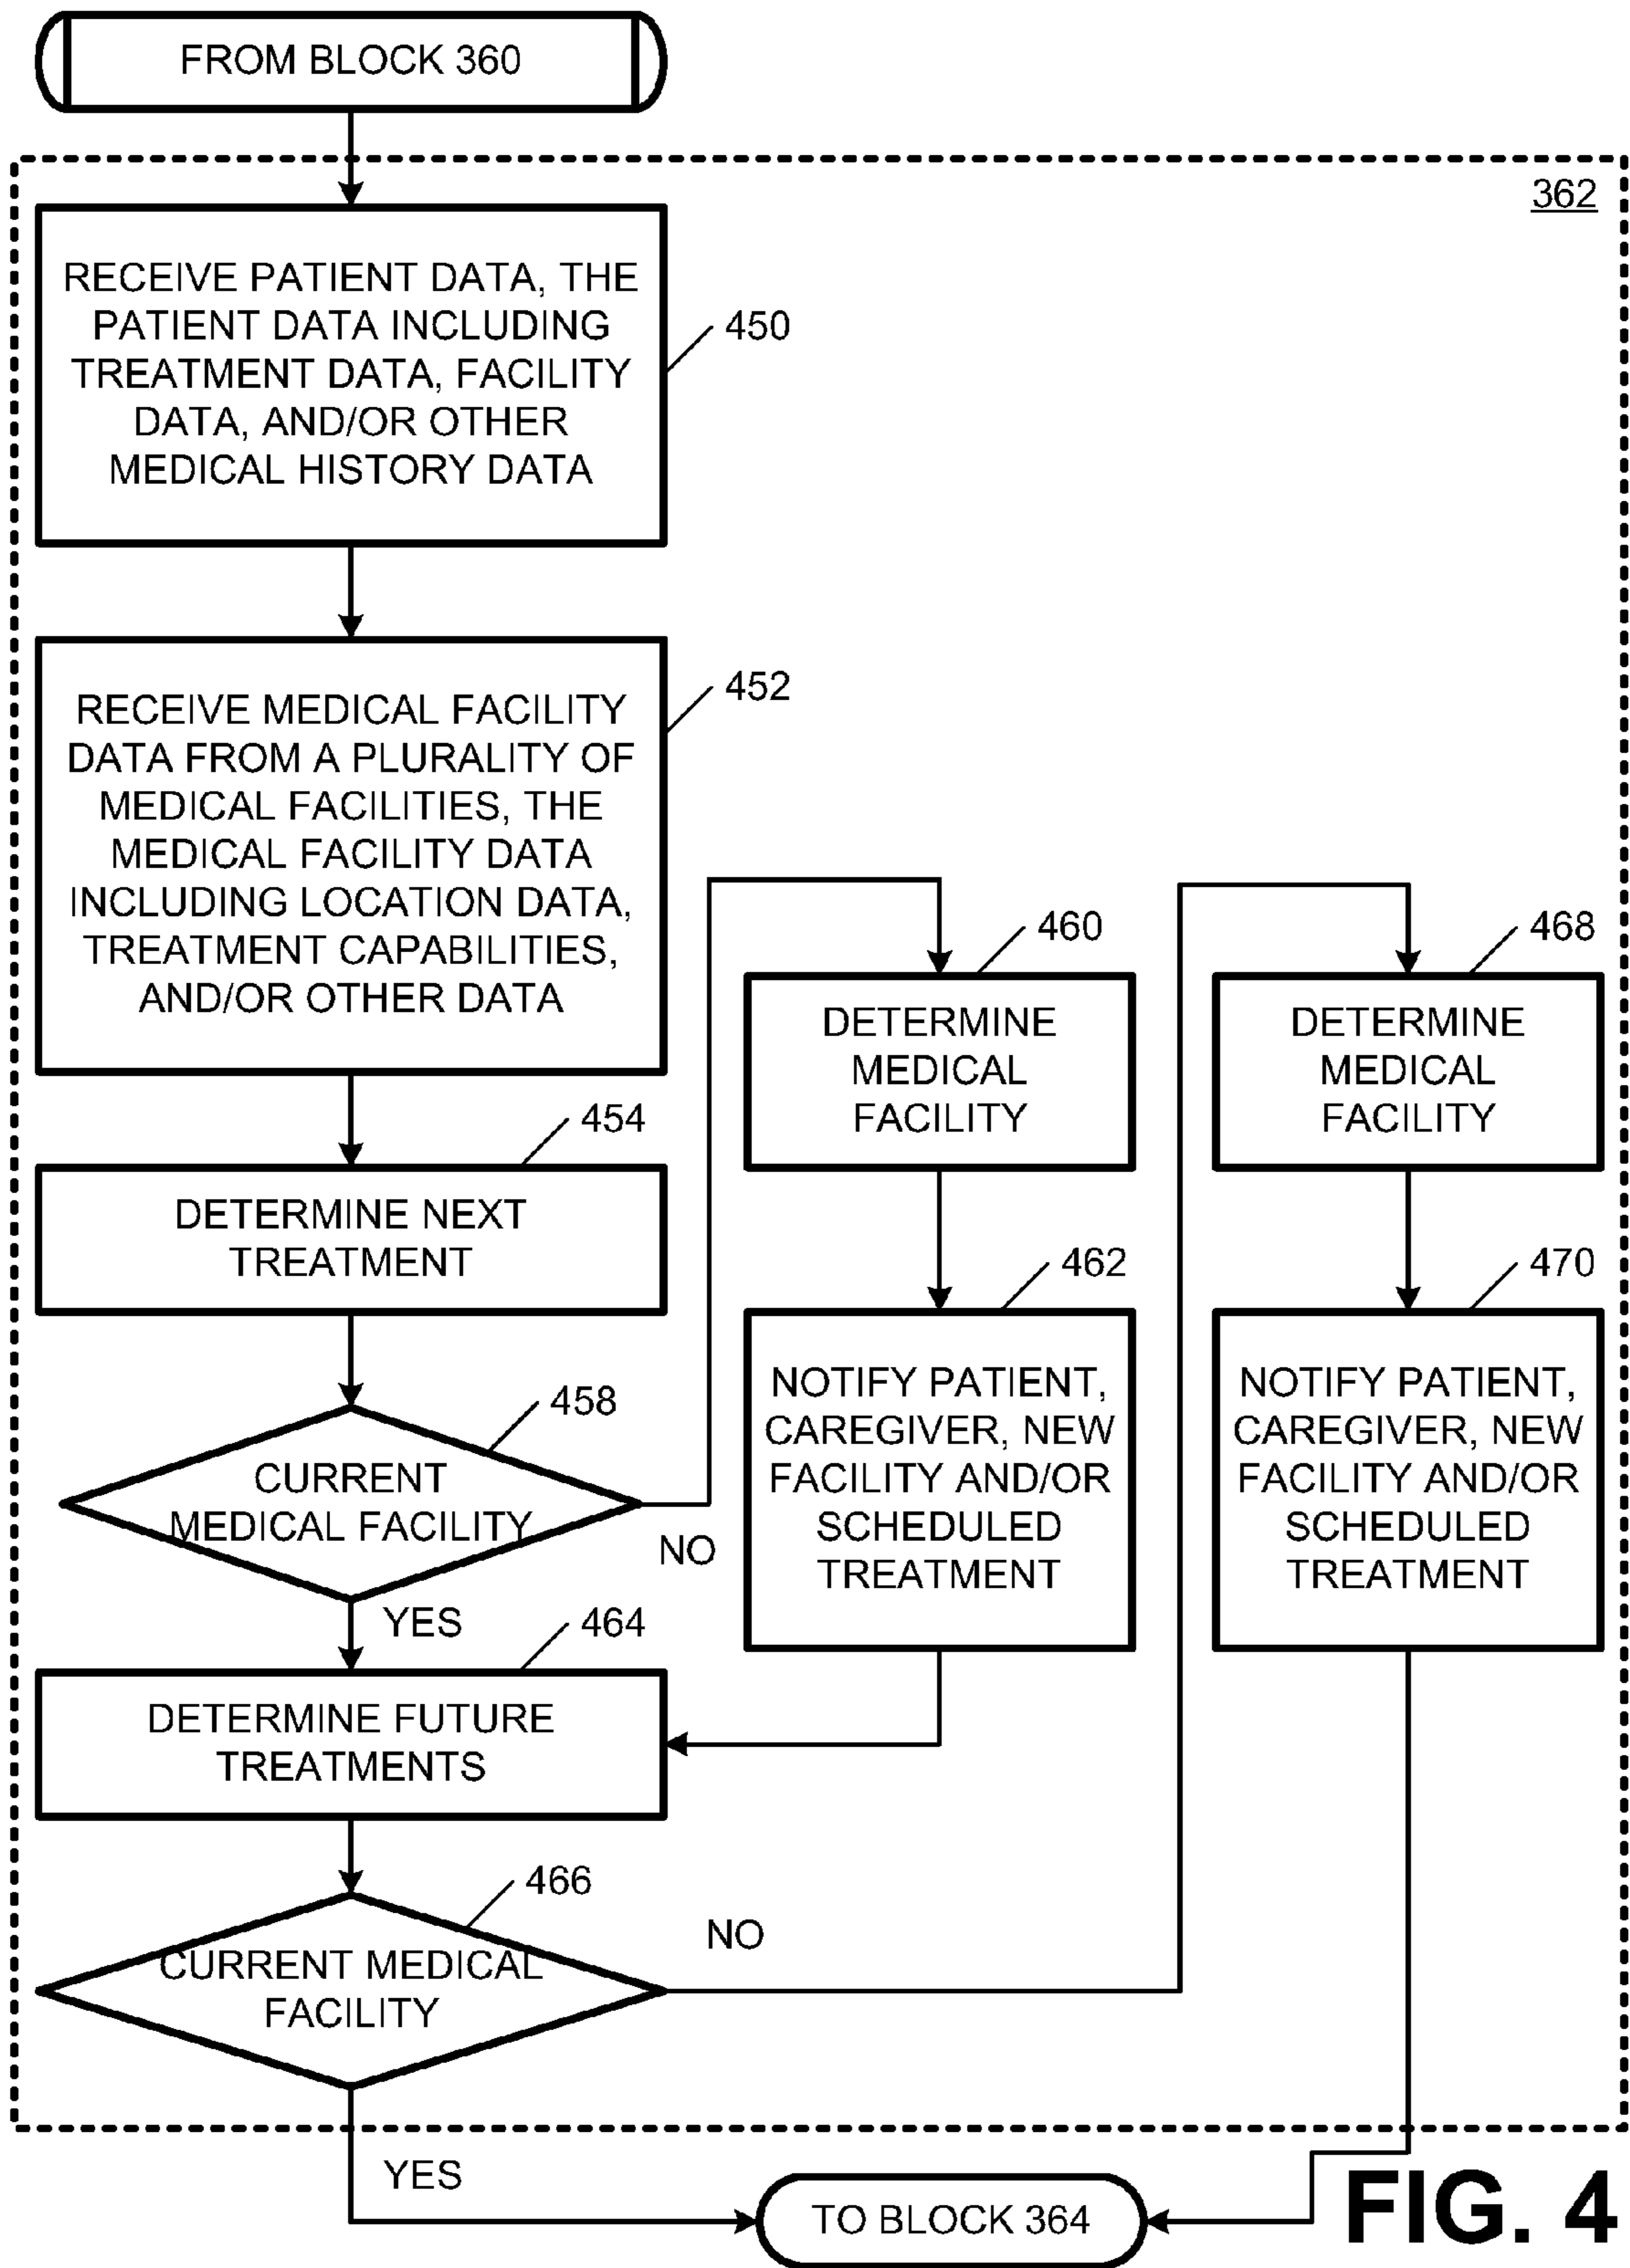 FROM BLOCK 360
362
RECEIVE PATIENT DATA, THE
PATIENT DATA INCLUDING
TREATMENT DATA, FACILITY
DATA, AND/OR OTHER
MEDICAL HISTORY DATA
450
RECEIVE MEDICAL FACILITY
DATA FROM A PLURALITY OF
MEDICAL FACILITIES, THE
MEDICAL FACILITY DATA
INCLUDING LOCATION DATA,
TREATMENT CAPABILITIES,
AND/OR OTHER DATA
452
DETERMINE NEXT
TREATMENT
454
CURRENT
MEDICAL FACILITY
458
NO
YES
DETERMINE
MEDICAL
FACILITY
460
NOTIFY PATIENT,
CAREGIVER, NEW
FACILITY AND/OR
SCHEDULED
TREATMENT
462
DETERMINE FUTURE
TREATMENTS
464
CURRENT MEDICAL
FACILITY
466
NO
YES
DETERMINE
MEDICAL
FACILITY
468
NOTIFY PATIENT,
CAREGIVER, NEW
FACILITY AND/OR
SCHEDULED
TREATMENT
470
TO BLOCK 364
FIG. 4